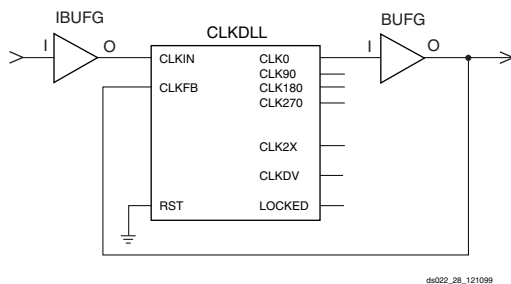 IBUFG
CLKDLL
BUFG
I
O
I
O
CLKIN
CLKFB
RST
CLK0
CLK90
CLK180
CLK270
CLK2X
CLKDV
LOCKED
ds022_28_121099